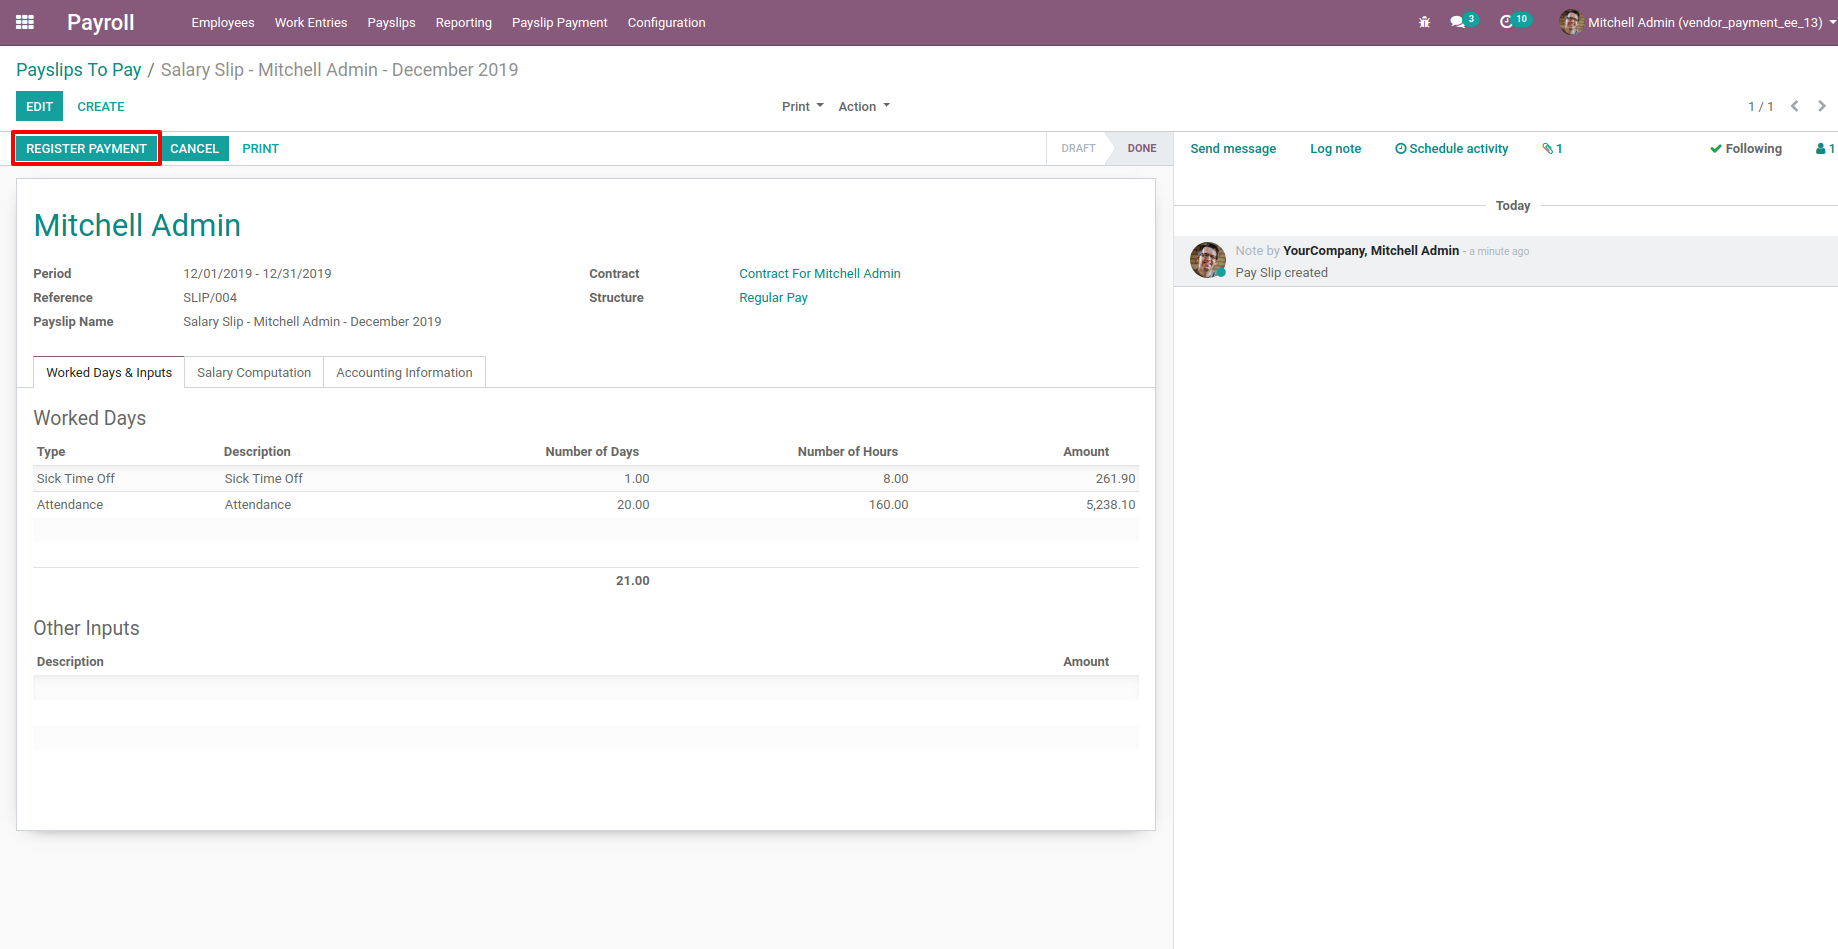 Payroll Employees Work Entries Payslips Reporting Payslip Payment Configuration 3 10 Mitchell Admin (vendor_payment_ee_13)
Payslips To Pay / Salary Slip - Mitchell Admin - December 2019
EDIT CREATE Print Action 1 / 1
REGISTER PAYMENT CANCEL PRINT DRAFT DONE Send message Log note Schedule activity 1 Following 1
Today
Note by YourCompany, Mitchell Admin - a minute ago
Pay Slip created
Mitchell Admin
Period 12/01/2019 - 12/31/2019 Contract Contract For Mitchell Admin
Reference SLIP/004 Structure Regular Pay
Payslip Name Salary Slip - Mitchell Admin - December 2019
Worked Days & Inputs Salary Computation Accounting Information
Worked Days
Type Description Number of Days Number of Hours Amount
Sick Time Off Sick Time Off 1.00 8.00 261.90
Attendance Attendance 20.00 160.00 5,238.10
21.00
Other Inputs
Description Amount